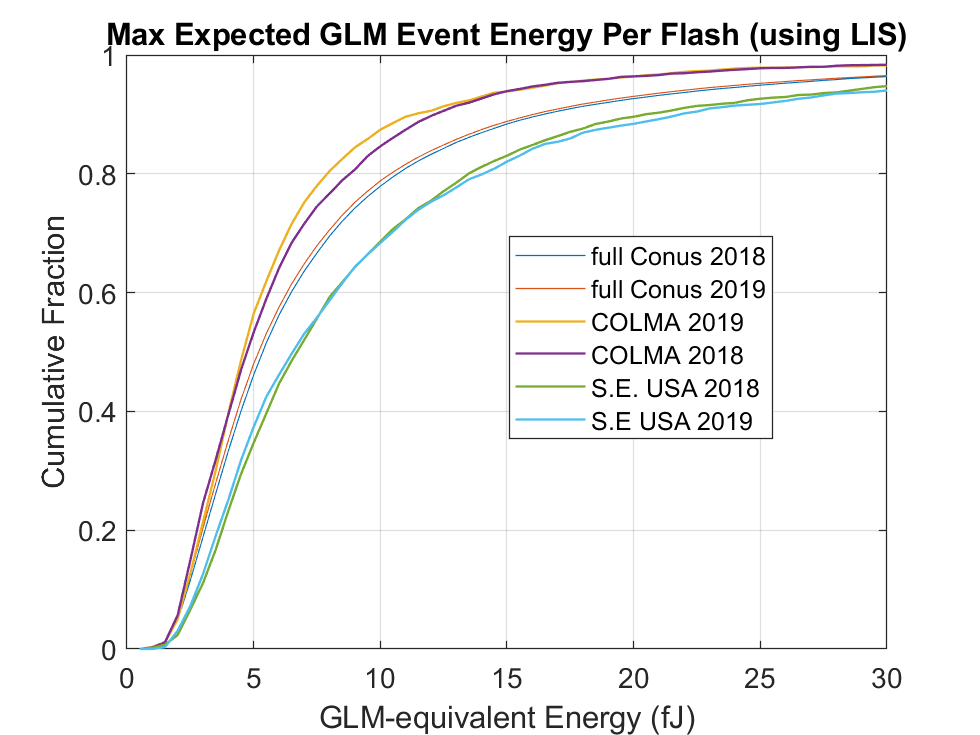 Max Expected GLM Event Energy Per Flash (using LIS)
1
0.8
0.6
0.4
0.2
0
Cumulative Fraction
full Conus 2018
full Conus 2019
COLMA 2019
COLMA 2018
S.E. USA 2018
S.E USA 2019
0 5 10 15 20 25 30
GLM-equivalent Energy (fJ)